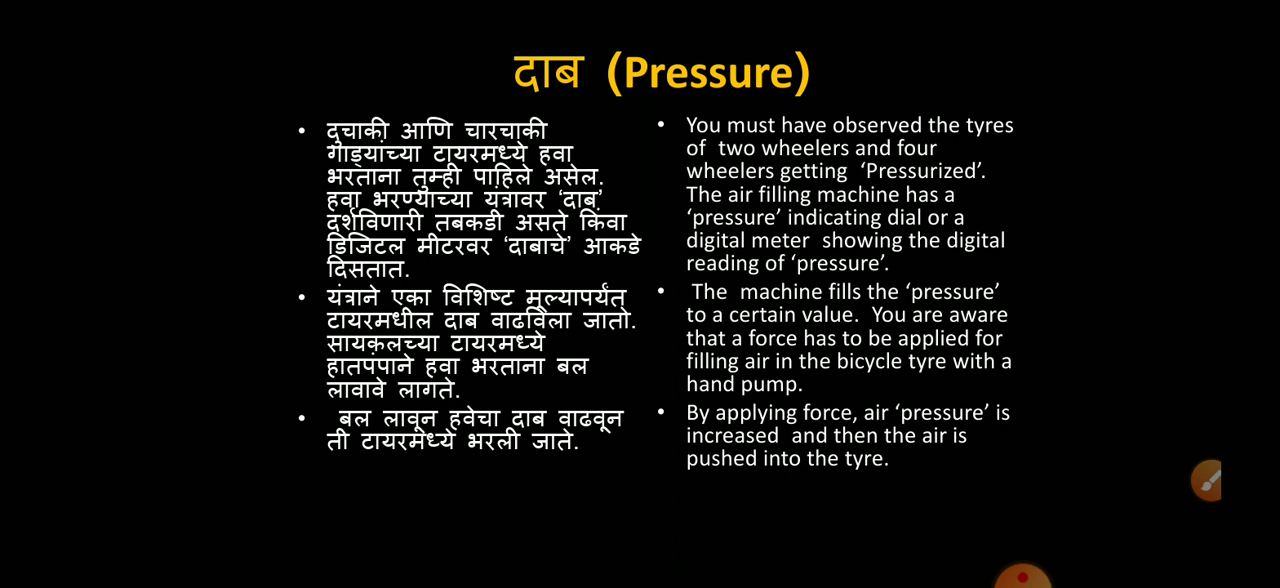 दाब (Pressure)
• दुचाकी आणि चारचाकी
गाड्यांच्या टायरमध्ये हवा
भरताना तुम्ही पाहिले असेल.
हवा भरण्याच्या यंत्रावर ‘दाब’
दर्शविणारी तबकडी असते किंवा
डिजिटल मीटरवर ‘दाबाचे’ आकडे
दिसतात.
• यंत्राने एका विशिष्ट मूल्यापर्यंत
टायरमधील दाब वाढविला जातो.
सायकलच्या टायरमध्ये
हातपंपाने हवा भरताना बल
लावावे लागते.
• बल लावून हवेचा दाब वाढवून
ती टायरमध्ये भरली जाते.
• You must have observed the tyres
of two wheelers and four
wheelers getting ‘Pressurized’.
The air filling machine has a
‘pressure’ indicating dial or a
digital meter showing the digital
reading of ‘pressure’.
• The machine fills the ‘pressure’
to a certain value. You are aware
that a force has to be applied for
filling air in the bicycle tyre with a
hand pump.
• By applying force, air ‘pressure’ is
increased and then the air is
pushed into the tyre.